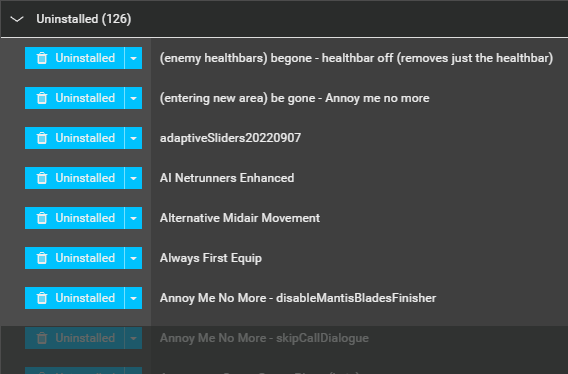 Uninstalled (126)
Uninstalled (enemy healthbars) begone - healthbar off (removes just the healthbar)
Uninstalled (entering new area) be gone - Annoy me no more
Uninstalled adaptiveSliders20220907
Uninstalled AI Netrunners Enhanced
Uninstalled Alternative Midair Movement
Uninstalled Always First Equip
Uninstalled Annoy Me No More - disableMantisBladesFinisher
Uninstalled Annoy Me No More - skipCallDialogue